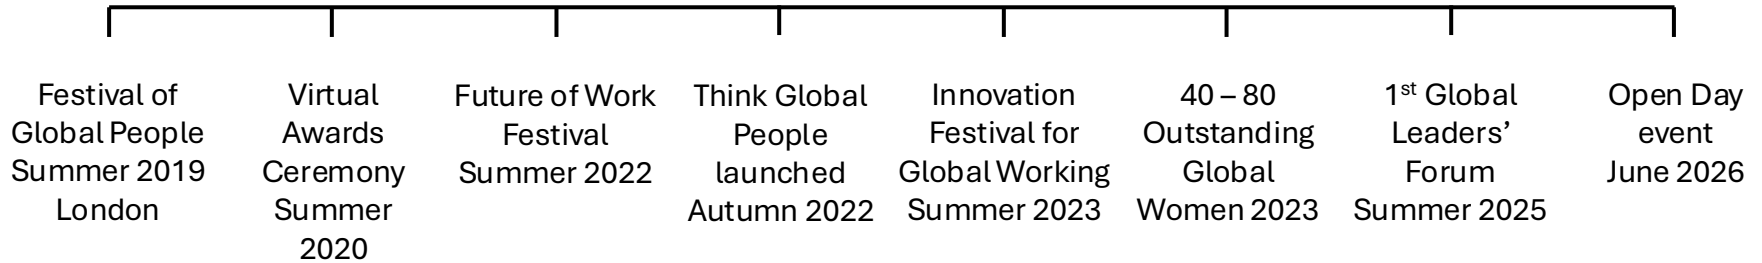 Festival of
Global People
Summer 2019
London
Virtual
Awards
Ceremony
Summer
2020
Future of Work
Festival
Summer 2022
Think Global
People
launched
Autumn 2022
Innovation
Festival for
Global Working
Summer 2023
40 – 80
Outstanding
Global
Women 2023
1st Global
Leaders’
Forum
Summer 2025
Open Day
event
June 2026